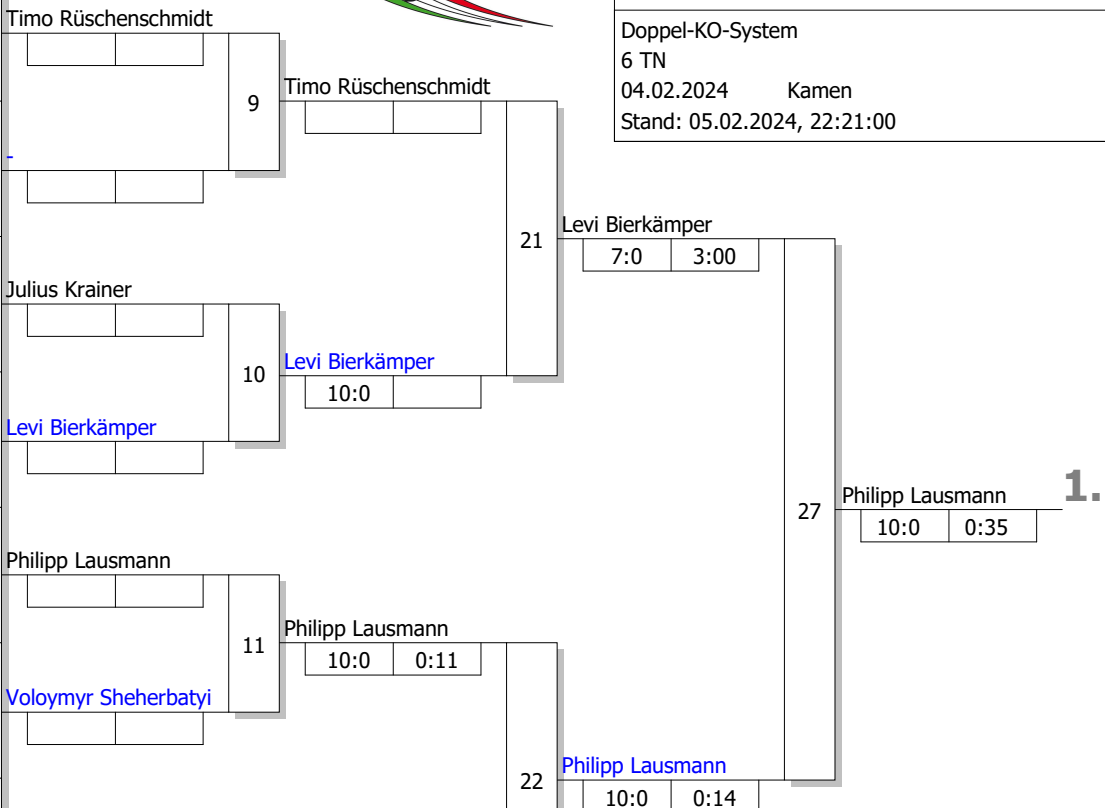 Timo Rüschenschmidt
Doppel-KO-System
6 TN
04.02.2024 Kamen
Stand: 05.02.2024, 22:21:00
9
Timo Rüschenschmidt
-
21
Levi Bierkämper
7:0 3:00
Julius Krainer
10
Levi Bierkämper
10:0
Levi Bierkämper
27
Philipp Lausmann
1.
10:0 0:35
Philipp Lausmann
11
Philipp Lausmann
10:0 0:11
Voloymyr Sheherbatyi
22
Philipp Lausmann
10:0 0:14